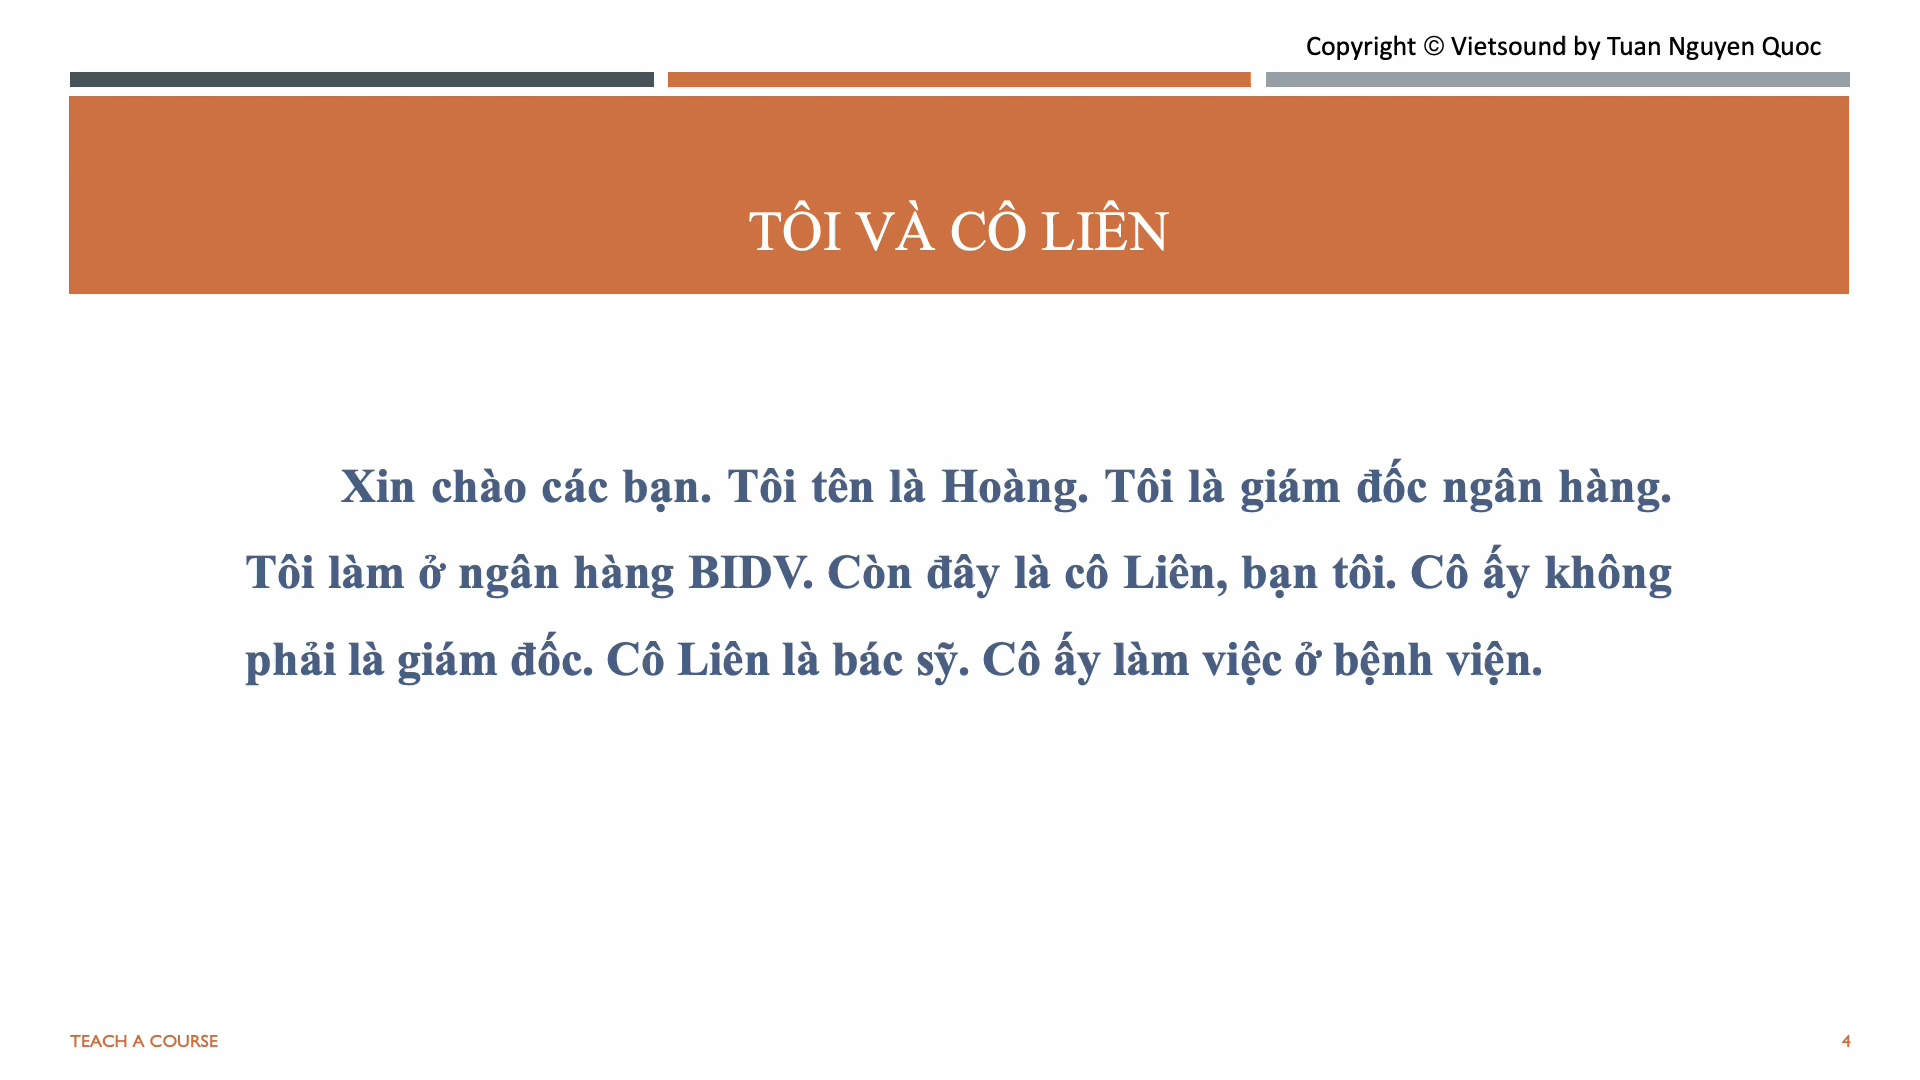 Copyright © Vietsound by Tuan Nguyen Quoc
TÔI VÀ CÔ LIÊN
Xin chào các bạn. Tôi tên là Hoàng. Tôi là giám đốc ngân hàng.
Tôi làm ở ngân hàng BIDV. Còn đây là cô Liên, bạn tôi. Cô ấy không
phải là giám đốc. Cô Liên là bác sỹ. Cô ấy làm việc ở bệnh viện.
TEACH A COURSE
4